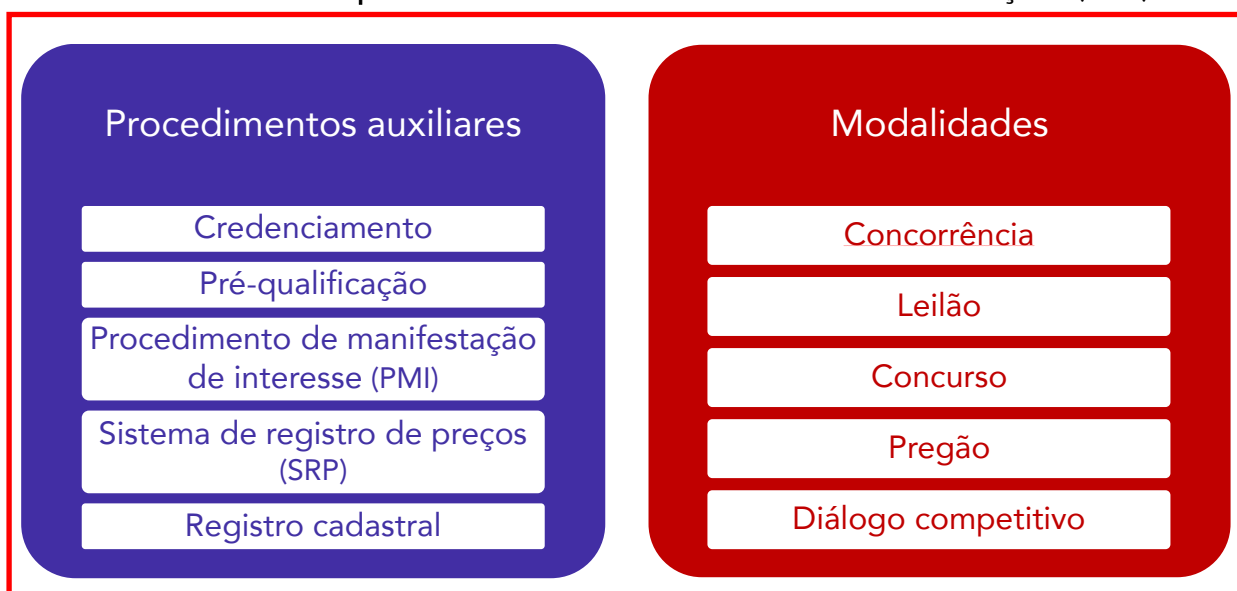 Procedimentos auxiliares
Credenciamento
Pré-qualificação
Procedimento de manifestação
de interesse (PMI)
Sistema de registro de preços
(SRP)
Registro cadastral
Modalidades
Concorrência
Leilão
Concurso
Pregão
Diálogo competitivo